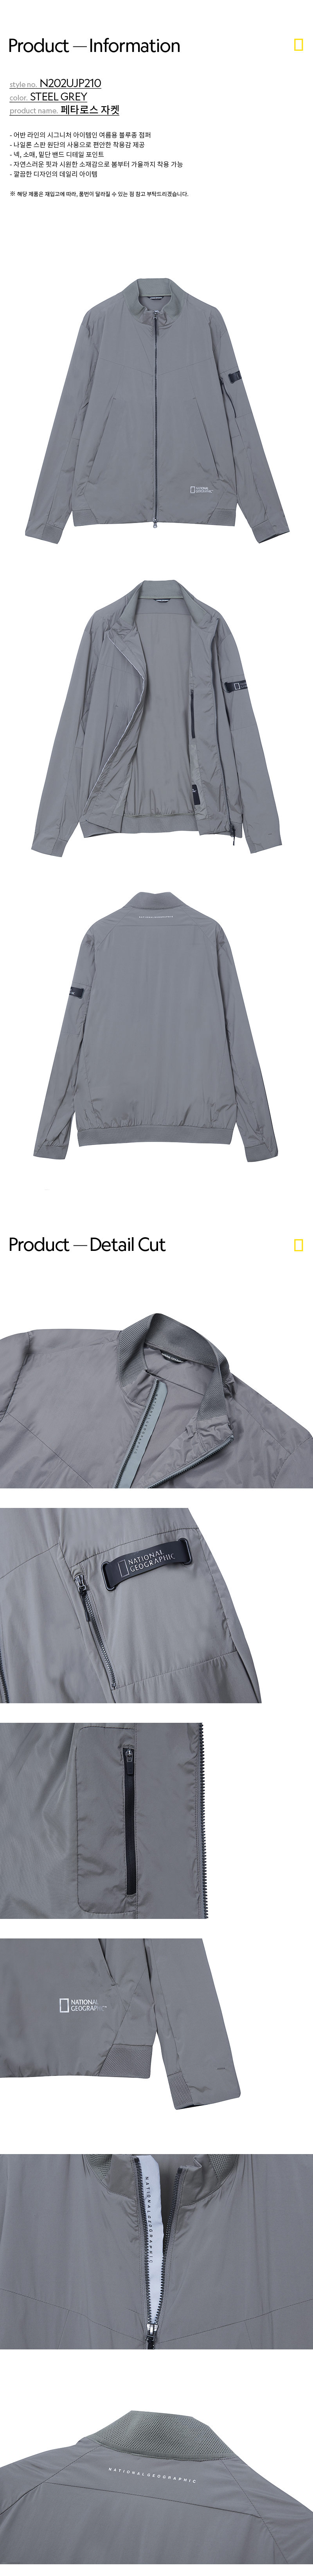 Product — Information
style no. N202UJP210
color. STEEL GREY
product name. 페타로스 자켓
- 어반 라인의 시그니처 아이템인 여름용 블루종 점퍼
- 나일론 스판 원단의 사용으로 편안한 착용감 제공
- 넥, 소매, 밑단 밴드 디테일 포인트
- 자연스러운 핏과 시원한 소재감으로 봄부터 가을까지 착용 가능
- 깔끔한 디자인의 데일리 아이템
※ 해당 제품은 재입고에 따라, 품번이 달라질 수 있는 점 참고 부탁드리겠습니다.
NATIONAL
GEOGRAPHIC
Product — Detail Cut
NATIONAL
GEOGRAPHIC
NATIONAL
GEOGRAPHIC
NATIONALGEOGRAPHIC
NATIONALGEOGRAPHIC